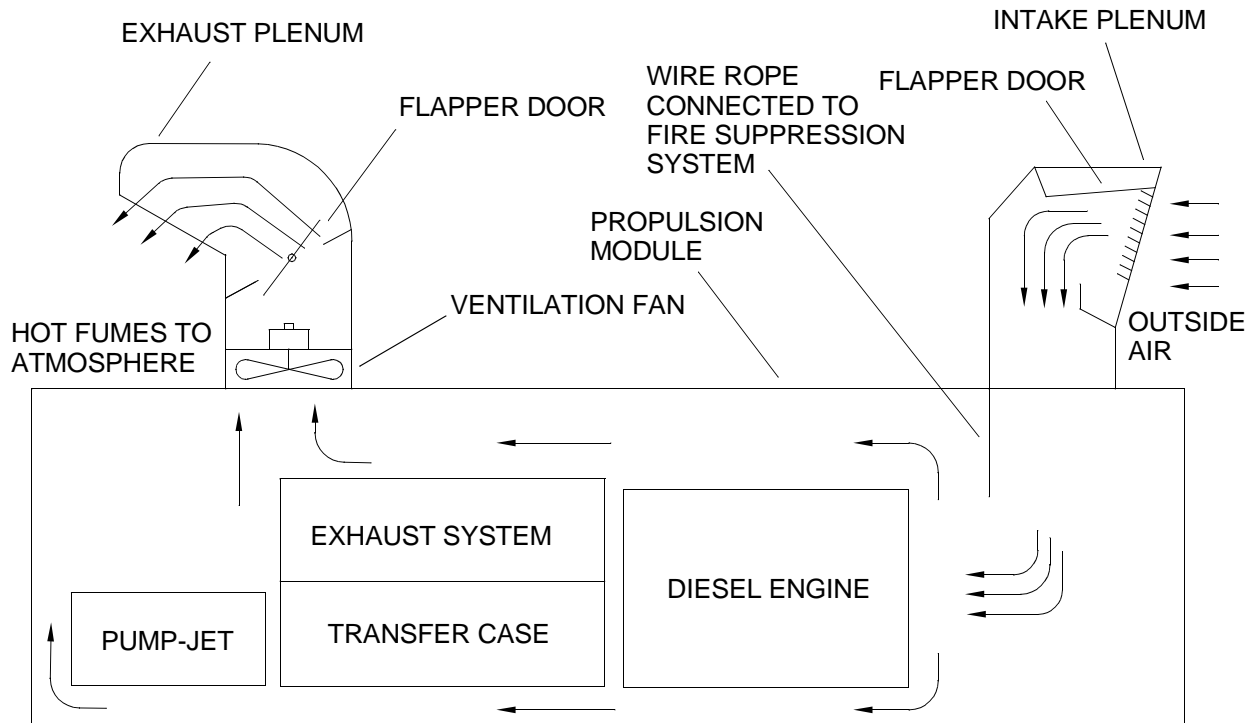 EXHAUST PLENUM
INTAKE PLENUM
FLAPPER DOOR
WIRE ROPE
CONNECTED TO
FIRE SUPPRESSION
SYSTEM
FLAPPER DOOR
PROPULSION
MODULE
VENTILATION FAN
HOT FUMES TO
ATMOSPHERE
OUTSIDE
AIR
EXHAUST SYSTEM
DIESEL ENGINE
PUMP-JET
TRANSFER CASE